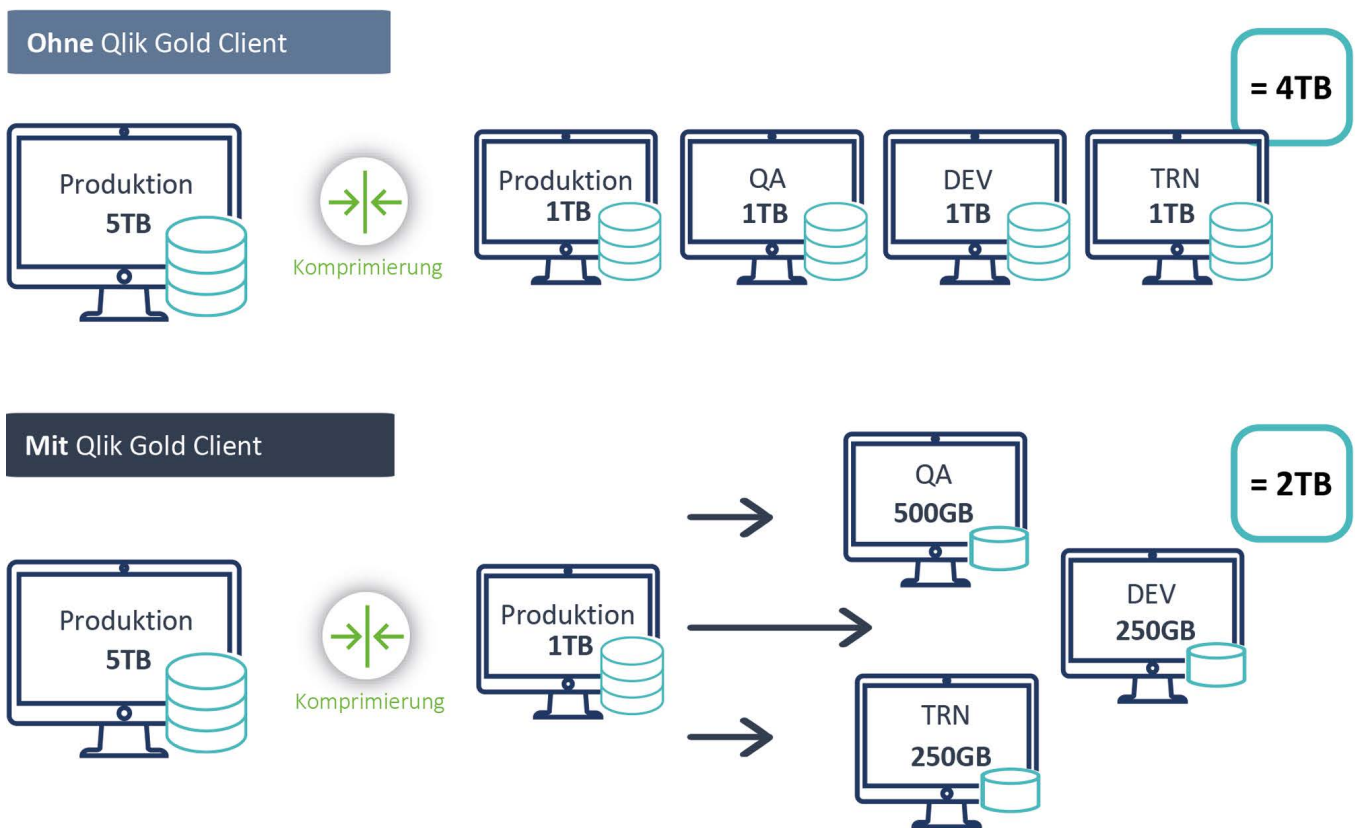 Ohne Qlik Gold Client
= 4TB
Produktion
5TB
Komprimierung
Produktion
1TB
QA
1TB
DEV
1TB
TRN
1TB
Mit Qlik Gold Client
= 2TB
Produktion
5TB
Komprimierung
Produktion
1TB
QA
500GB
DEV
250GB
TRN
250GB